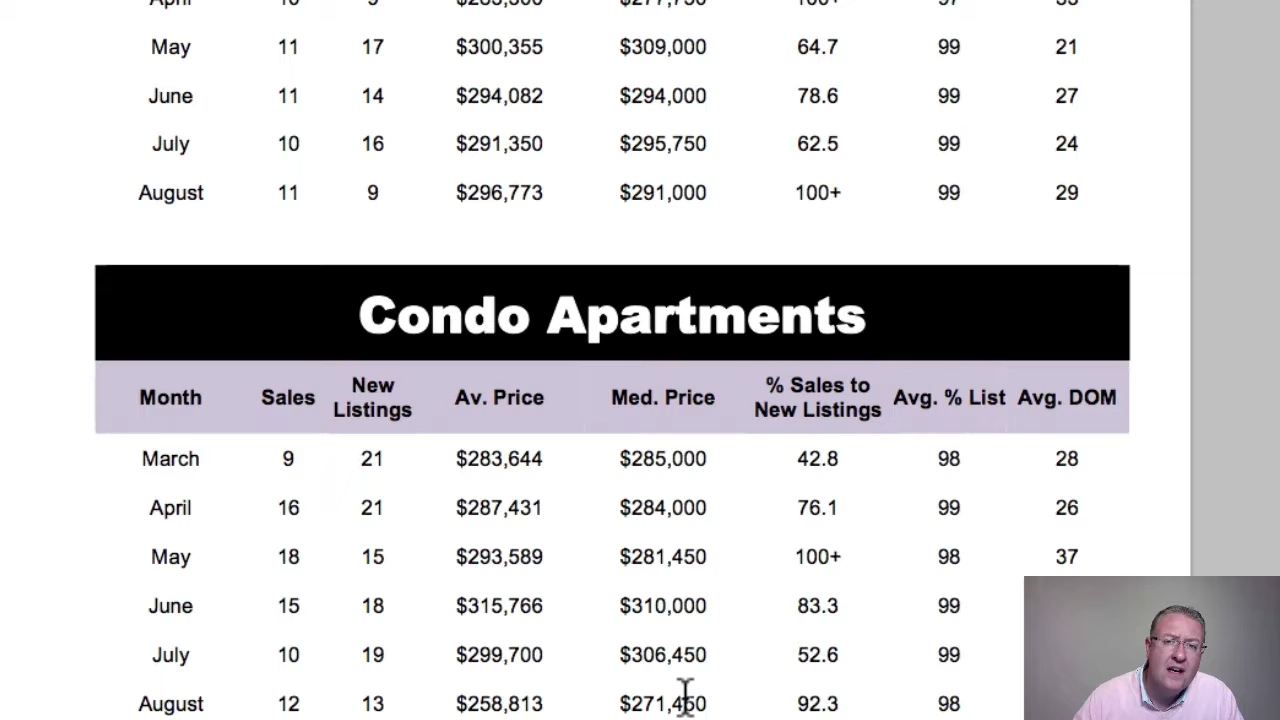 May 11 17 $300,355 $309,000 64.7 99 21
June 11 14 $294,082 $294,000 78.6 99 27
July 10 16 $291,350 $295,750 62.5 99 24
August 11 9 $296,773 $291,000 100+ 99 29
Condo Apartments
Month Sales New Listings Av. Price Med. Price % Sales to New Listings Avg. % List Avg. DOM
March 9 21 $283,644 $285,000 42.8 98 28
April 16 21 $287,431 $284,000 76.1 99 26
May 18 15 $293,589 $281,450 100+ 98 37
June 15 18 $315,766 $310,000 83.3 99
July 10 19 $299,700 $306,450 52.6 99
August 12 13 $258,813 $271,450 92.3 98